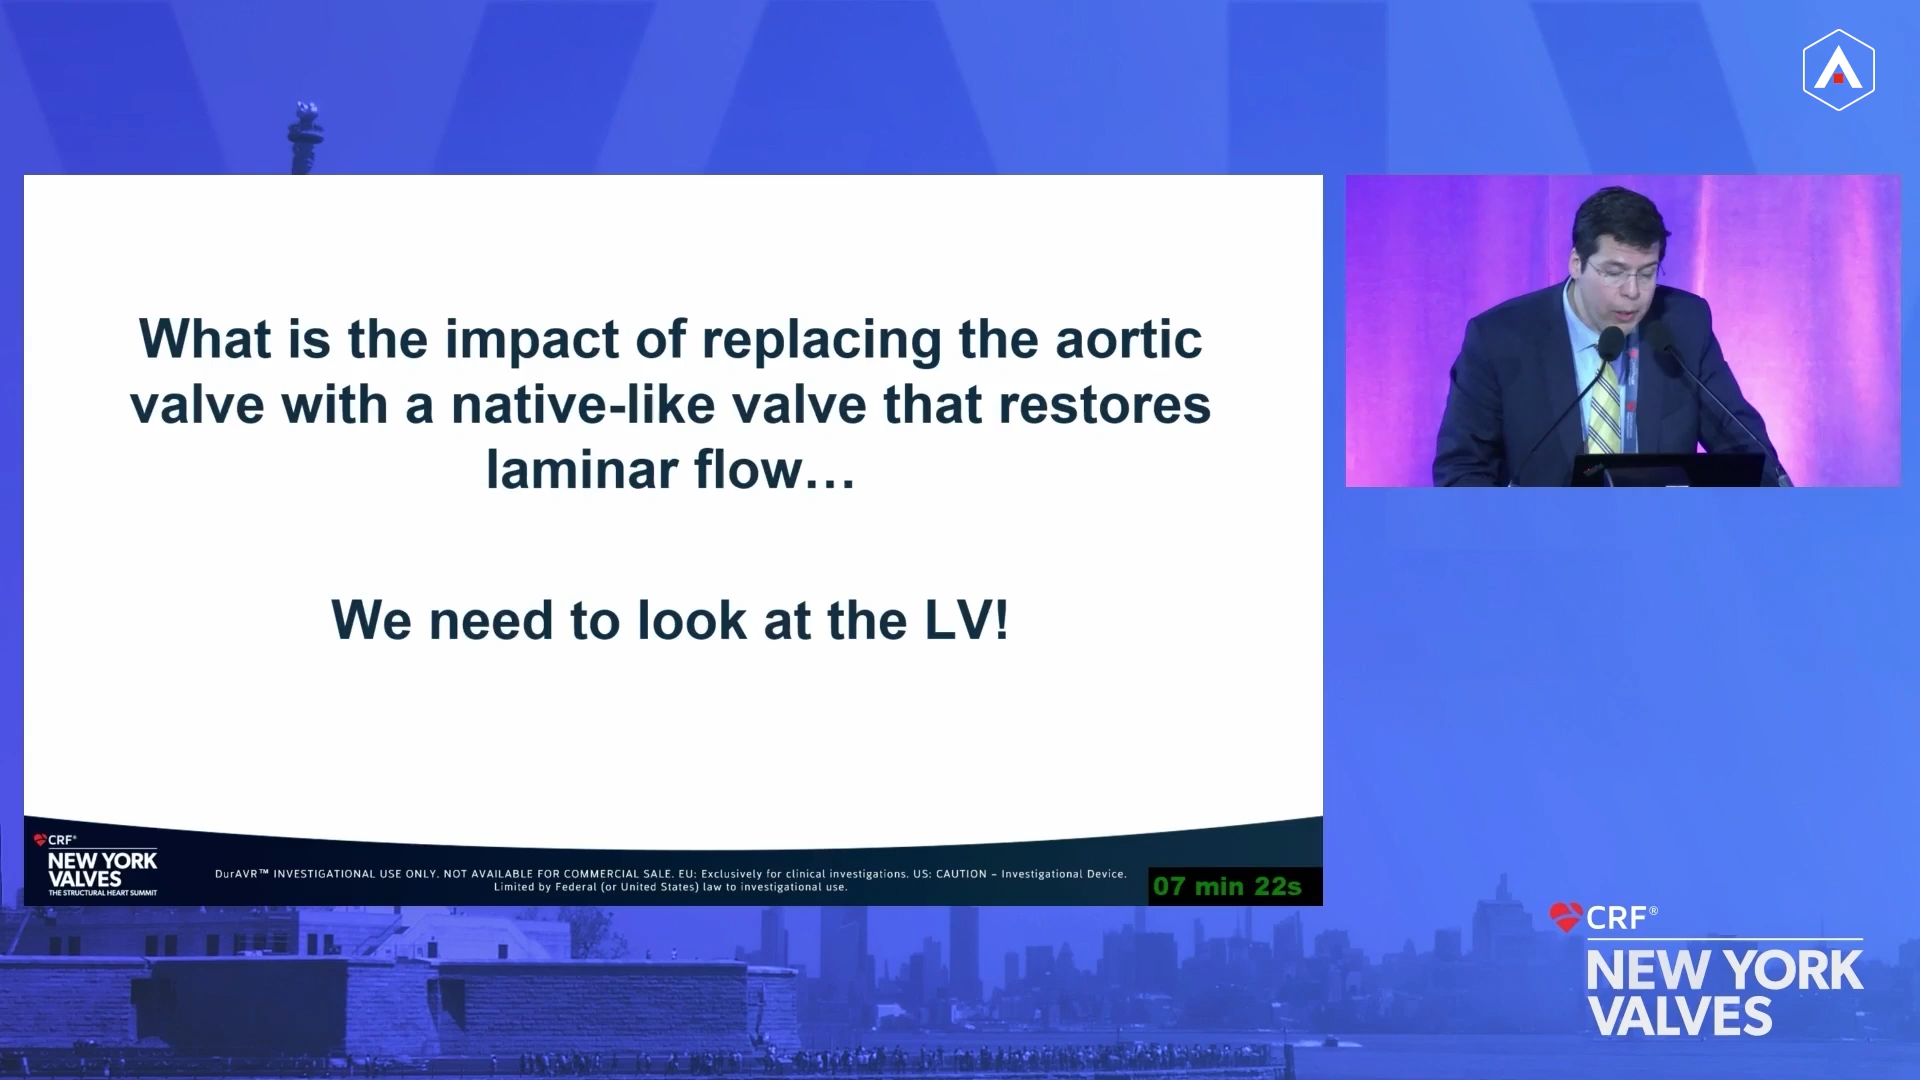 What is the impact of replacing the aortic
valve with a native-like valve that restores
laminar flow…
We need to look at the LV!
CRF®
NEW YORK
VALVES
THE STRUCTURAL HEART SUMMIT
DurAVR™ INVESTIGATIONAL USE ONLY. NOT AVAILABLE FOR COMMERCIAL SALE. EU: Exclusively for clinical investigations. US: CAUTION – Investigational Device.
Limited by Federal (or United States) law to investigational use.
07 min 22s
CRF®
NEW YORK
VALVES